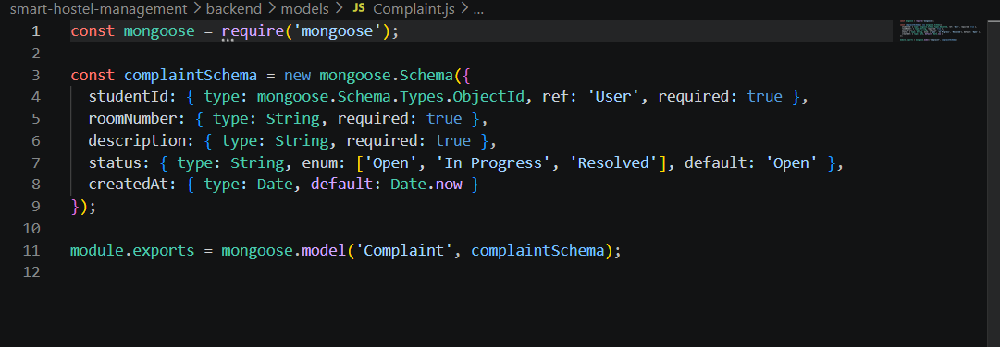 smart-hostel-management > backend > models > JS Complaint.js > ...
1 const mongoose = require('mongoose');
2
3 const complaintSchema = new mongoose.Schema({
4   studentId: { type: mongoose.Schema.Types.ObjectId, ref: 'User', required: true },
5   roomNumber: { type: String, required: true },
6   description: { type: String, required: true },
7   status: { type: String, enum: ['Open', 'In Progress', 'Resolved'], default: 'Open' },
8   createdAt: { type: Date, default: Date.now }
9 });
10
11 module.exports = mongoose.model('Complaint', complaintSchema);
12